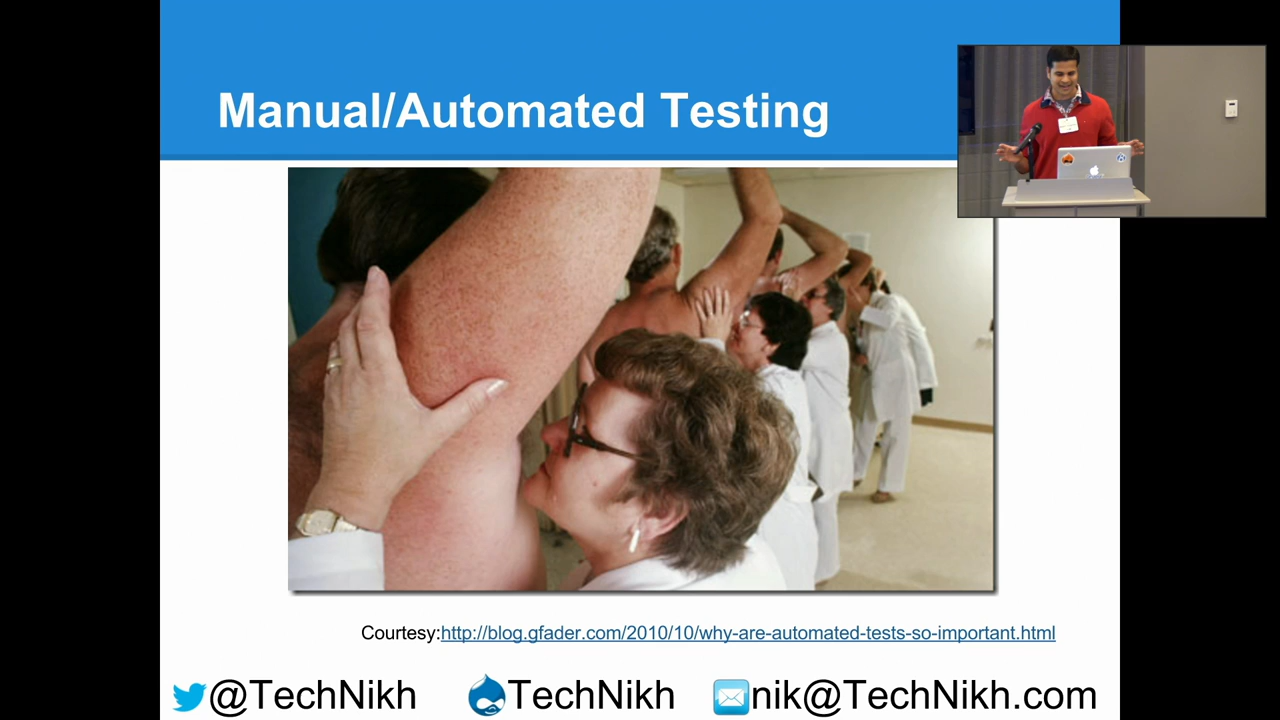 Manual/Automated Testing
Courtesy:http://blog.gfader.com/2010/10/why-are-automated-tests-so-important.html
@TechNikh TechNikh nik@TechNikh.com